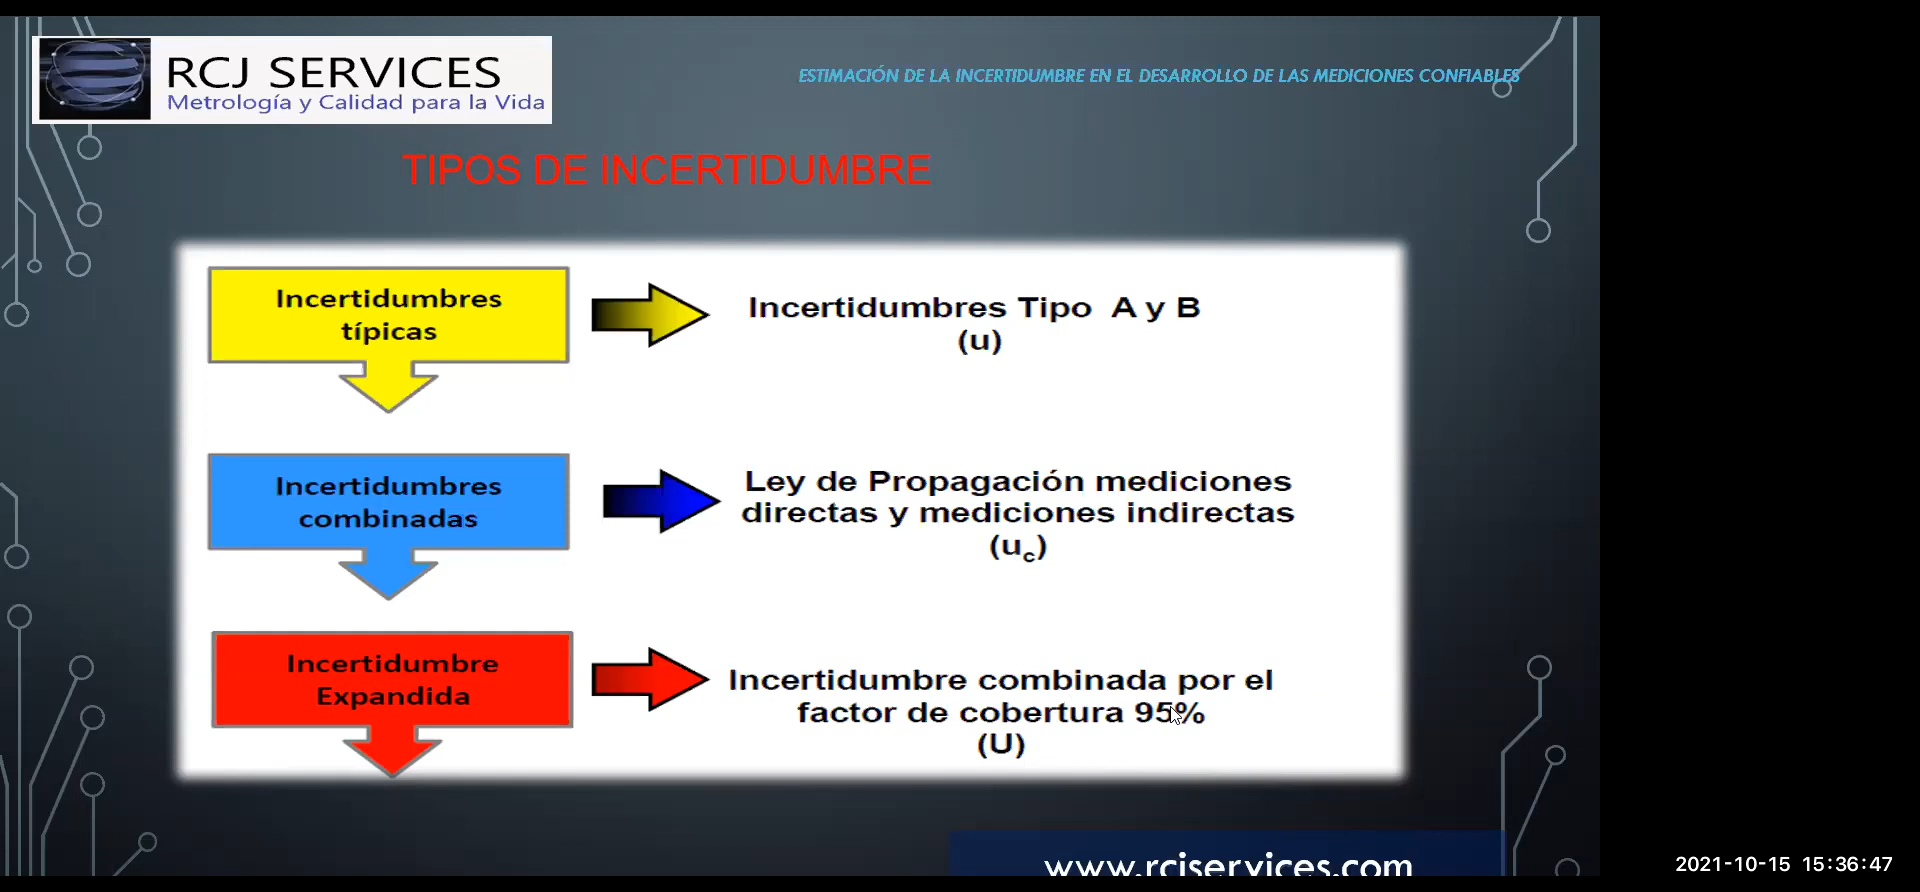 RCJ SERVICES
Metrología y Calidad para la Vida
ESTIMACIÓN DE LA INCERTIDUMBRE EN EL DESARROLLO DE LAS MEDICIONES CONFIABLES
TIPOS DE INCERTIDUMBRE
Incertidumbres
típicas
Incertidumbres Tipo A y B
(u)
Incertidumbres
combinadas
Ley de Propagación mediciones
directas y mediciones indirectas
(uc)
Incertidumbre
Expandida
Incertidumbre combinada por el
factor de cobertura 95%
(U)
www.rcjservices.com
2021-10-15 15:36:47